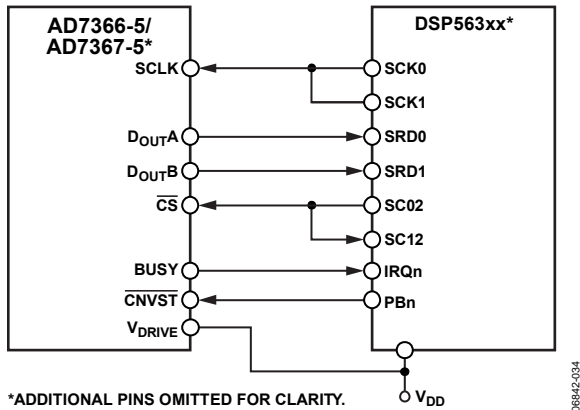 AD7366-5/
AD7367-5*
DSP563xx*
SCLK
SCK0
SCK1
DOUTA
SRD0
DOUTB
SRD1
CS
SC02
SC12
BUSY
IRQn
CNVST
PBn
VDRIVE
*ADDITIONAL PINS OMITTED FOR CLARITY.
VDD
06842-034